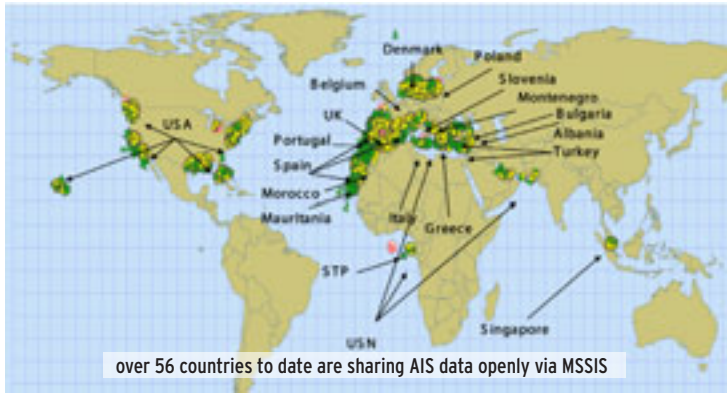 Denmark
Poland
Belgium
Slovenia
Montenegro
UK
Bulgaria
USA
Portugal
Albania
Spain
Turkey
Morocco
Mauritania
Italy
Greece
STP
USN
Singapore
over 56 countries to date are sharing AIS data openly via MSSIS